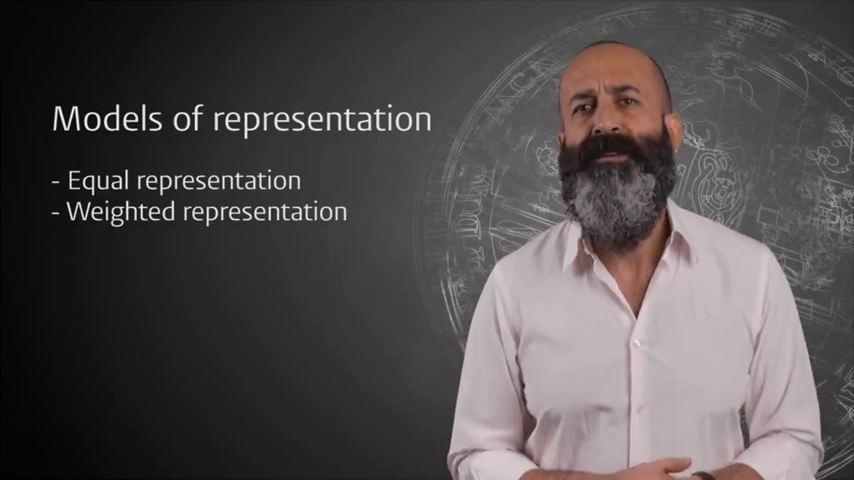 Models of representation
- Equal representation
- Weighted representation